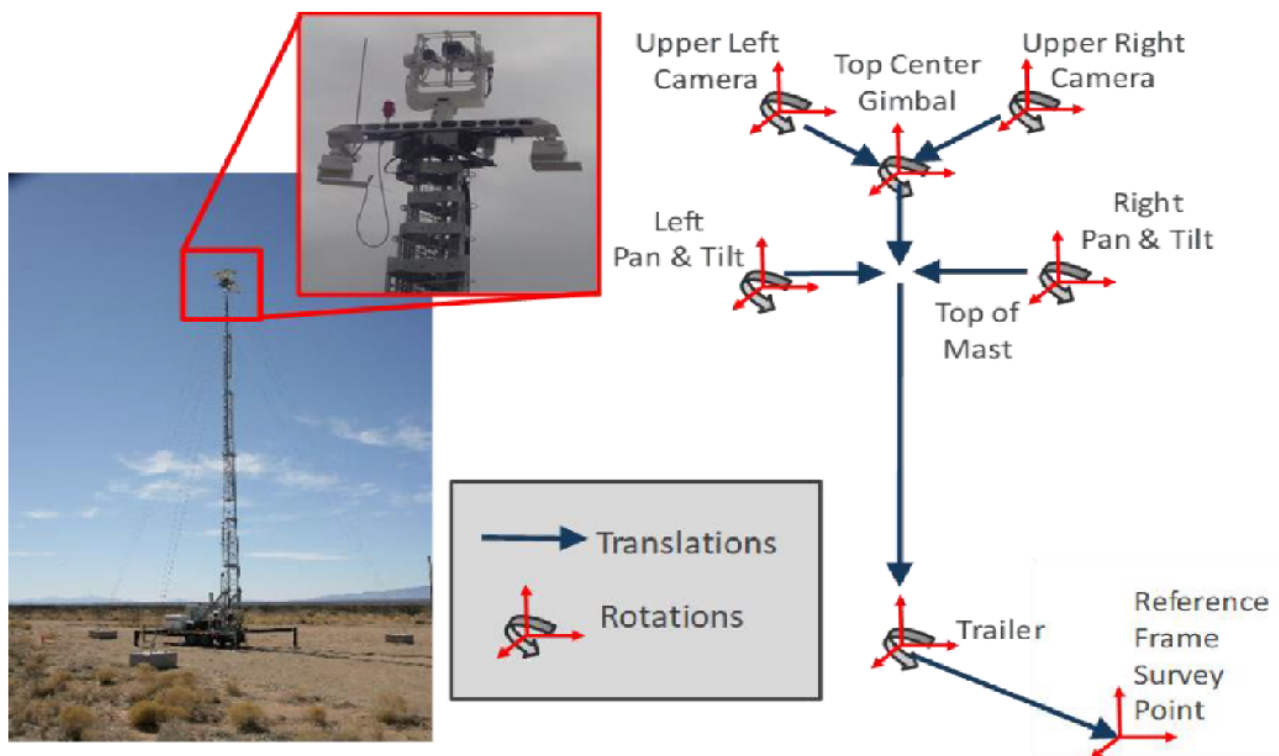 Upper Left
Camera
Top Center
Gimbal
Upper Right
Camera
Left
Pan & Tilt
Right
Pan & Tilt
Top of
Mast
Translations
Rotations
Trailer
Reference
Frame
Survey
Point